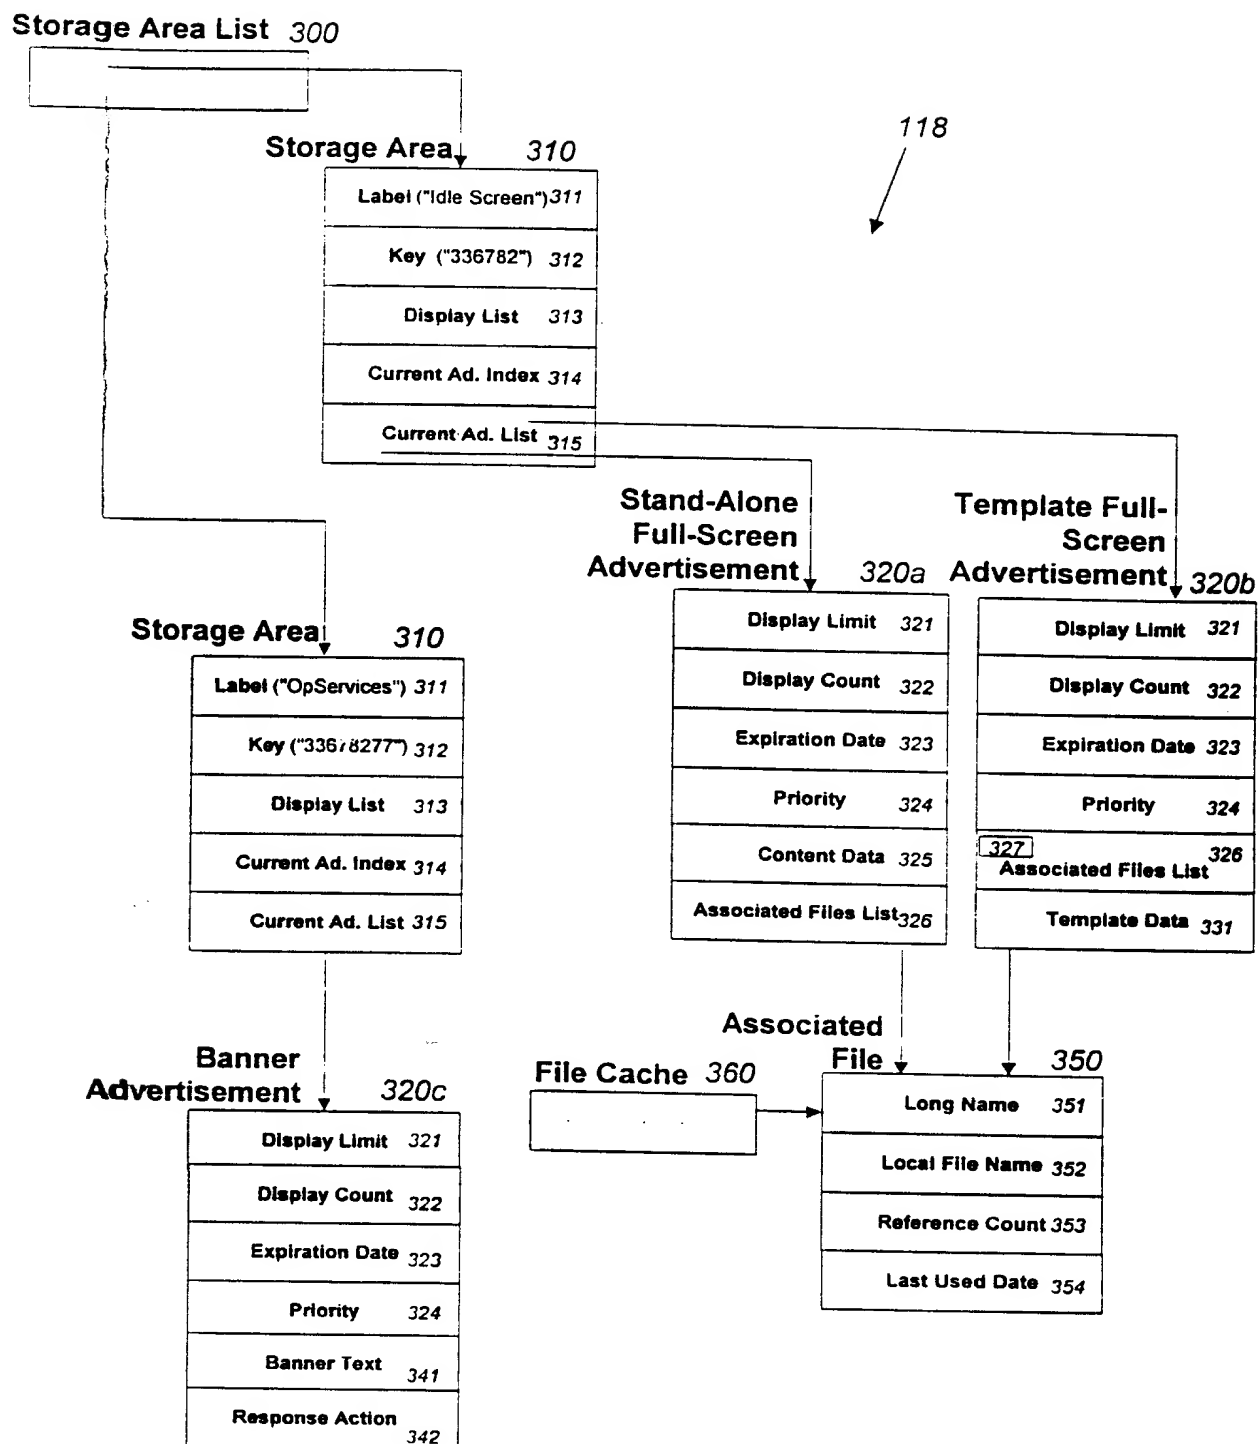 Storage Area List 300
118
Storage Area 310
Label ("Idle Screen") 311
Key ("336782") 312
Display List 313
Current Ad. Index 314
Current Ad. List 315
Stand-Alone
Full-Screen
Advertisement 320a
Template Full-
Screen
Advertisement 320b
Display Limit 321
Display Count 322
Expiration Date 323
Priority 324
Content Data 325
Associated Files List 326
Display Limit 321
Display Count 322
Expiration Date 323
Priority 324
327 326
Associated Files List
Template Data 331
Storage Area 310
Label ("OpServices") 311
Key ("33678277") 312
Display List 313
Current Ad. Index 314
Current Ad. List 315
Banner
Advertisement 320c
Display Limit 321
Display Count 322
Expiration Date 323
Priority 324
Banner Text 341
Response Action 342
File Cache 360
Associated
File 350
Long Name 351
Local File Name 352
Reference Count 353
Last Used Date 354